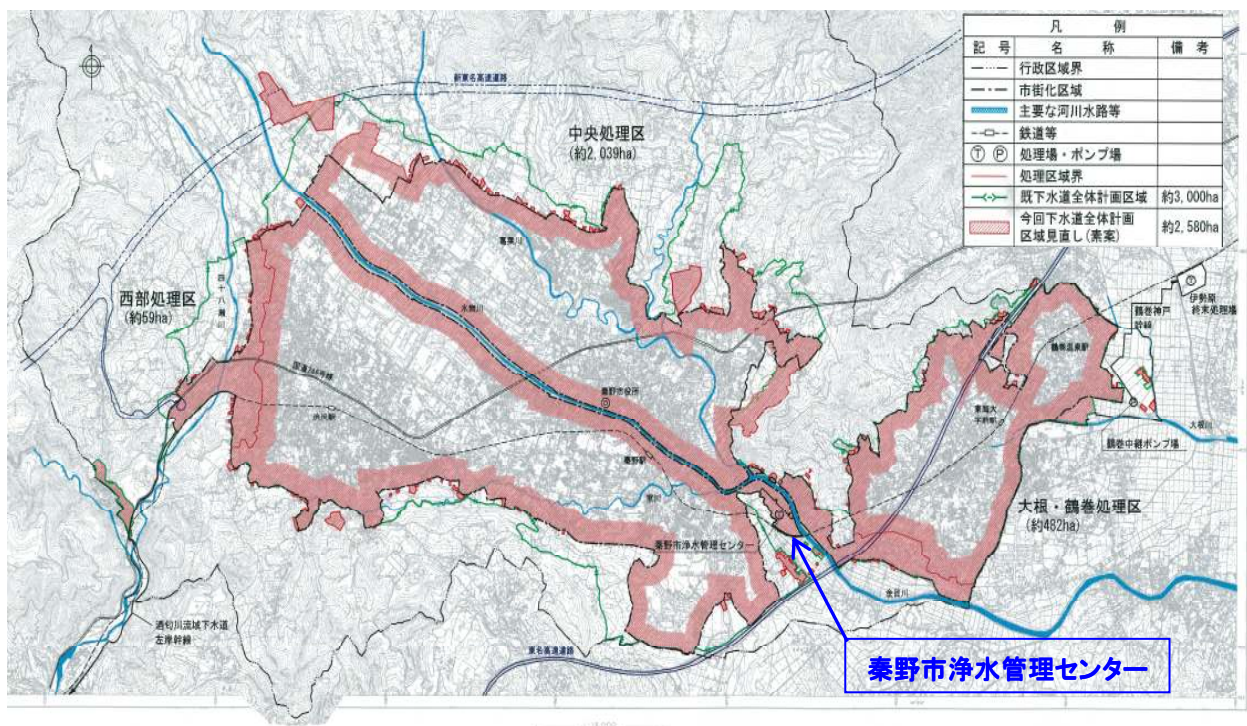 凡 例
記 号 名 称 備 考
行政区域界
市街化区域
主要な河川水路等
鉄道等
Ⓣ Ⓟ 処理場・ポンプ場
処理区域界
既下水道全体計画区域 約3,000ha
今回下水道全体計画
区域見直し(素案) 約2,580ha
新東名高速道路
中央処理区
(約2,039ha)
葛葉川
四十八瀬川
西部処理区
(約59ha)
水無川
国道246号線
渋沢駅
秦野市役所
秦野駅
室川
秦野市浄水管理センター
伊勢原
終末処理場
鶴巻神戸
幹線
鶴巻温泉駅
東海大
学前駅
大根川
鶴巻中継ポンプ場
大根・鶴巻処理区
(約482ha)
金目川
酒匂川流域下水道
左岸幹線
東名高速道路
秦野市浄水管理センター